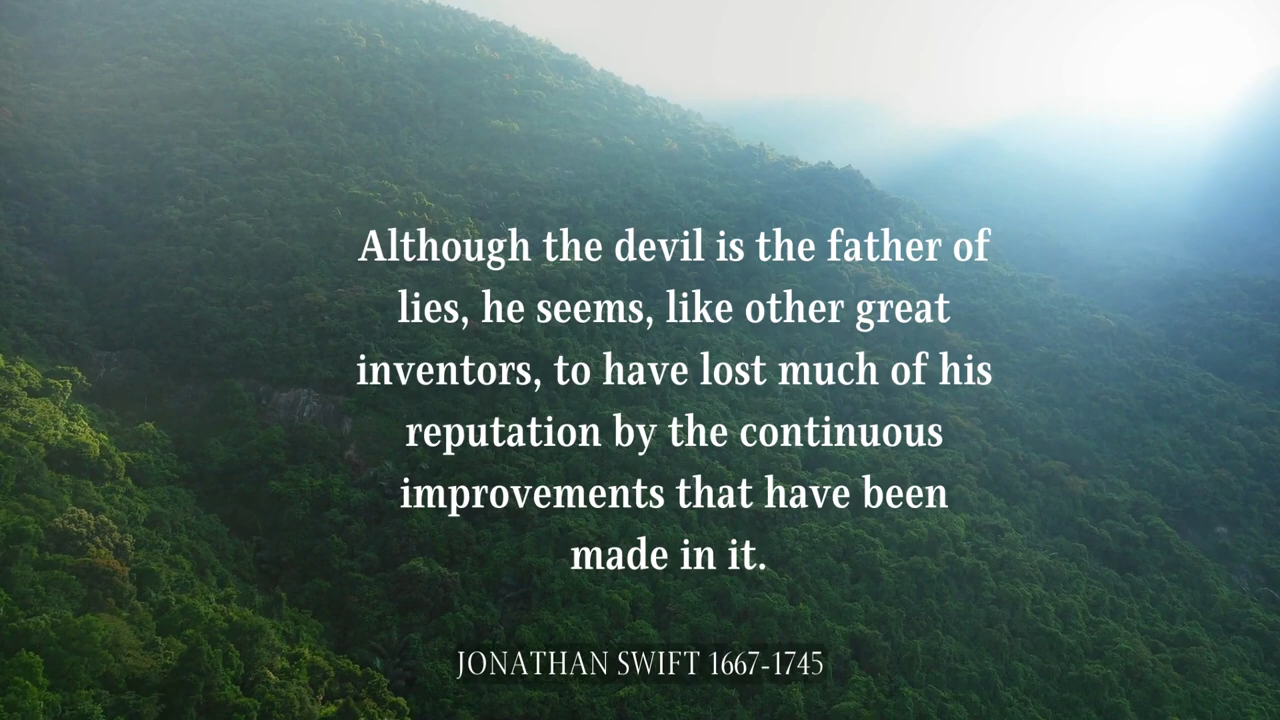 Although the devil is the father of
lies, he seems, like other great
inventors, to have lost much of his
reputation by the continuous
improvements that have been
made in it.
JONATHAN SWIFT 1667-1745